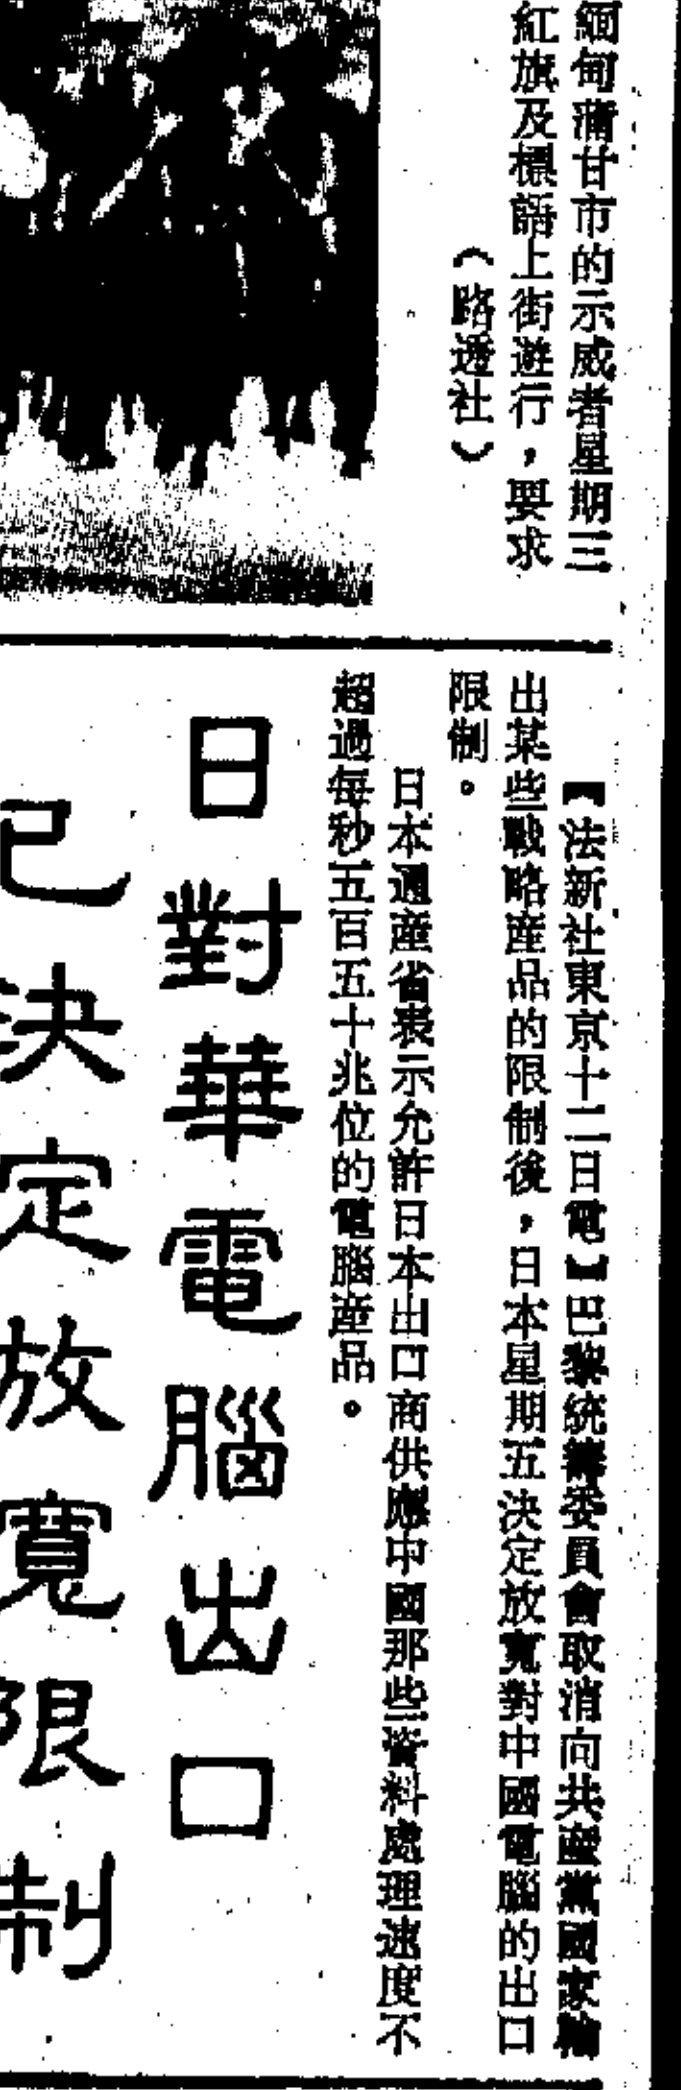 緬甸蒲甘市的示威者星期三
紅旗及標語上街遊行，要求
（路透社）
日對華電腦出口
已決定放寬限制
【法新社東京十二日電】巴黎統籌委員會取消向共產黨國家輸
出某些戰略產品的限制後，日本星期五決定放寬對中國電腦的出口
限制。
日本通產省表示允許日本出口商供應中國那些資料處理速度不
超過每秒五百五十兆位的電腦產品。